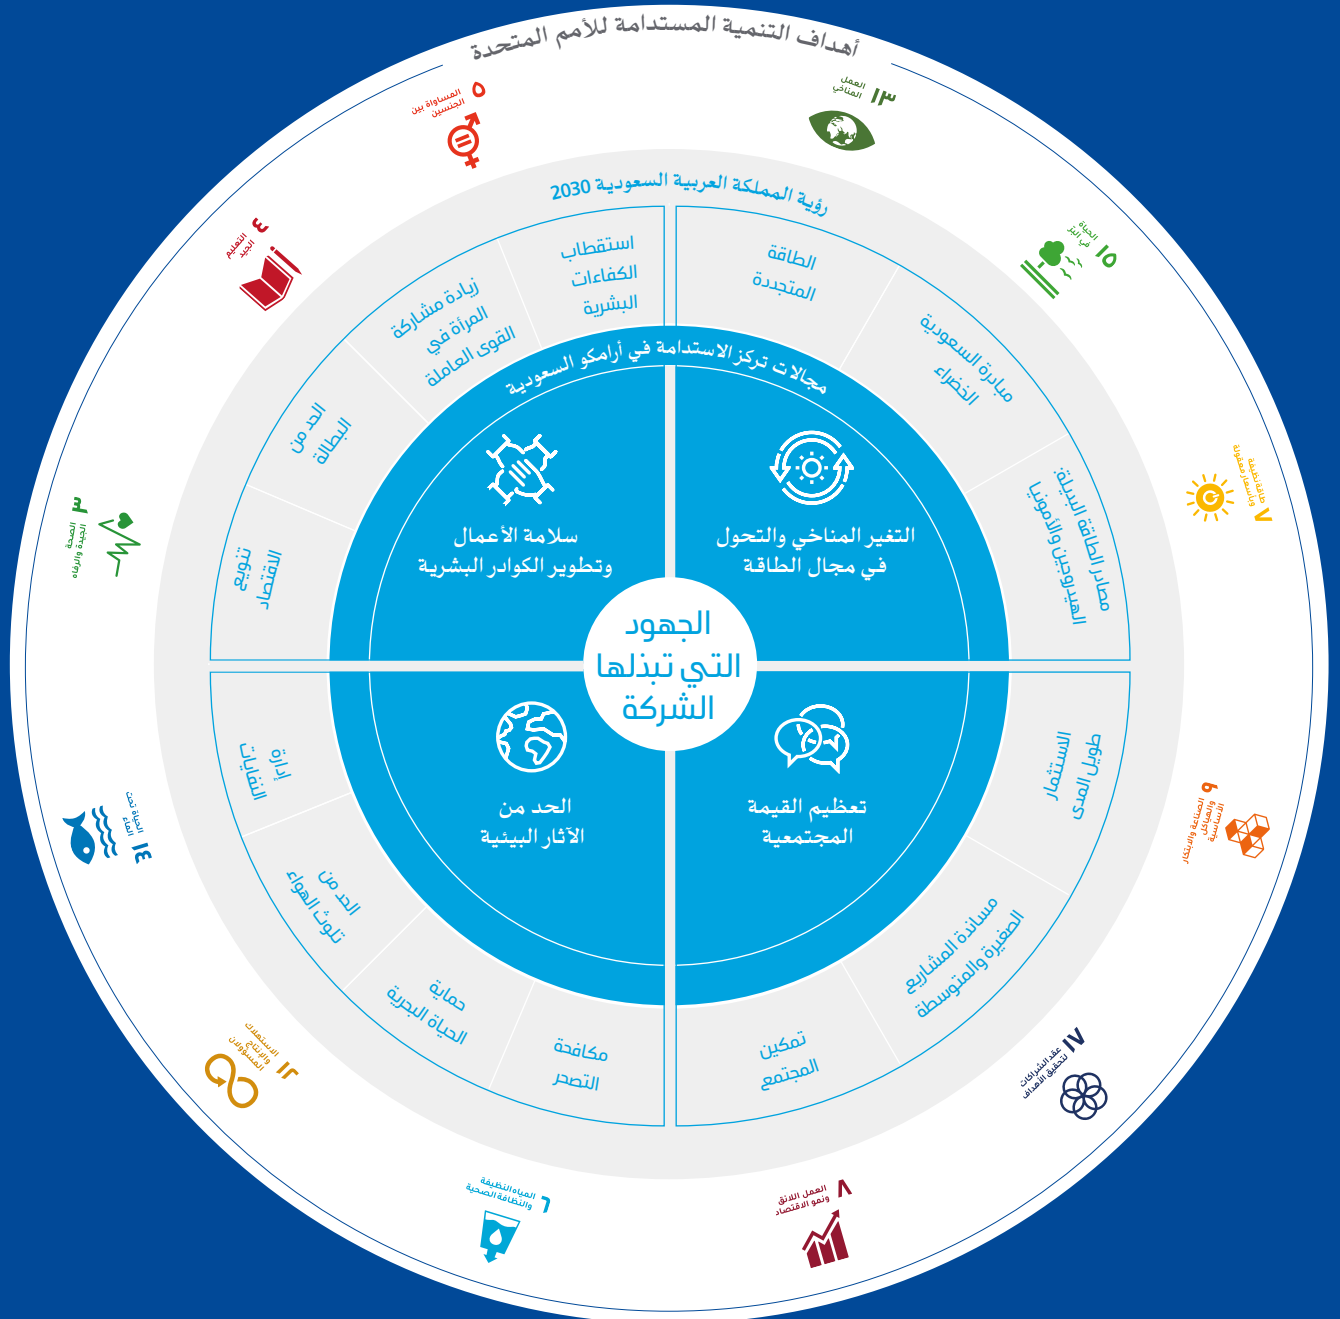 أهداف التنمية المستدامة للأمم المتحدة
١٣
العمل
المناخي
١٥
الحياة
في البرّ
٧
طاقة نظيفة
وبأسعار معقولة
٩
الصناعة والابتكار
والهياكل
الأساسية
١٧
عقد الشراكات
لتحقيق الأهداف
٨
العمل اللائق
ونمو الاقتصاد
٦
المياه النظيفة
والنظافة الصحية
١٢
الاستهلاك
والإنتاج
المسؤولان
١٤
الحياة تحت
الماء
٣
الصحة
الجيدة والرفاه
٤
التعليم
الجيد
٥
المساواة بين
الجنسين
رؤية المملكة العربية السعودية 2030
الطاقة
المتجددة
مبادرة السعودية
الخضراء
مصادر الطاقة البديلة:
الهيدروجين والأمونيا
الاستثمار
طويل المدى
مساندة المشاريع
الصغيرة والمتوسطة
تمكين
المجتمع
مكافحة
التصحر
حماية
الحياة البحرية
الحد من
تلوث الهواء
إدارة
النفايات
تنويع
الاقتصاد
الحد من
البطالة
زيادة مشاركة
المرأة في
القوى العاملة
استقطاب
الكفاءات
البشرية
مجالات تركز الاستدامة في أرامكو السعودية
التغير المناخي والتحول
في مجال الطاقة
سلامة الأعمال
وتطوير الكوادر البشرية
تعظيم القيمة
المجتمعية
الحد من
الآثار البيئية
الجهود
التي تبذلها
الشركة